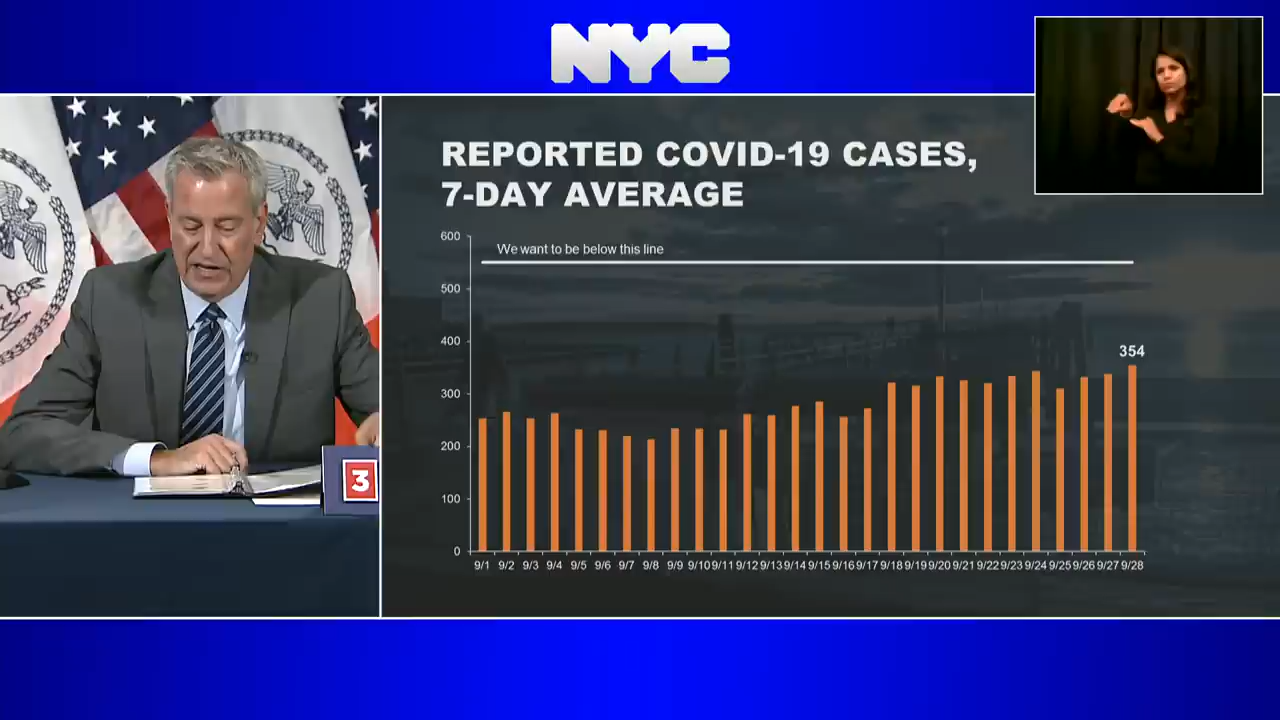 NYC
REPORTED COVID-19 CASES,
7-DAY AVERAGE
600
We want to be below this line
500
400
354
300
200
100
0
9/1 9/2 9/3 9/4 9/5 9/6 9/7 9/8 9/9 9/10 9/11 9/12 9/13 9/14 9/15 9/16 9/17 9/18 9/19 9/20 9/21 9/22 9/23 9/24 9/25 9/26 9/27 9/28
3